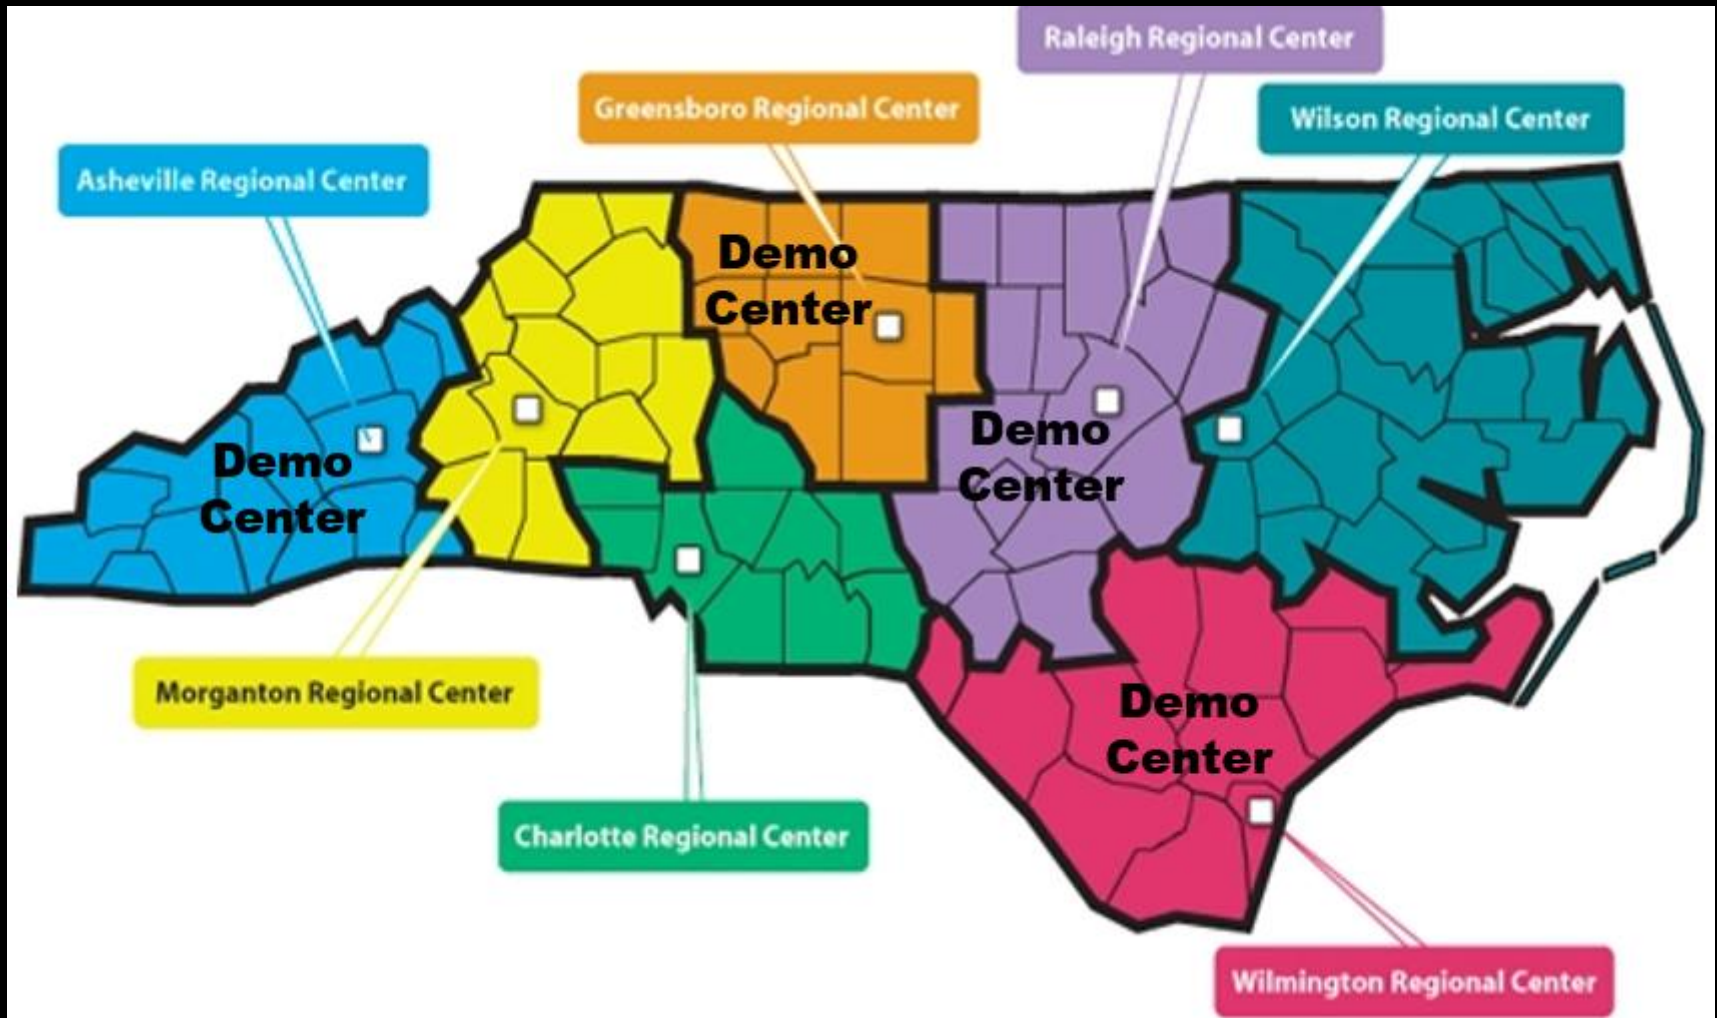 Raleigh Regional Center
Greensboro Regional Center
Wilson Regional Center
Asheville Regional Center
Demo
Center
Demo
Center
Demo
Center
Morganton Regional Center
Demo
Center
Charlotte Regional Center
Wilmington Regional Center